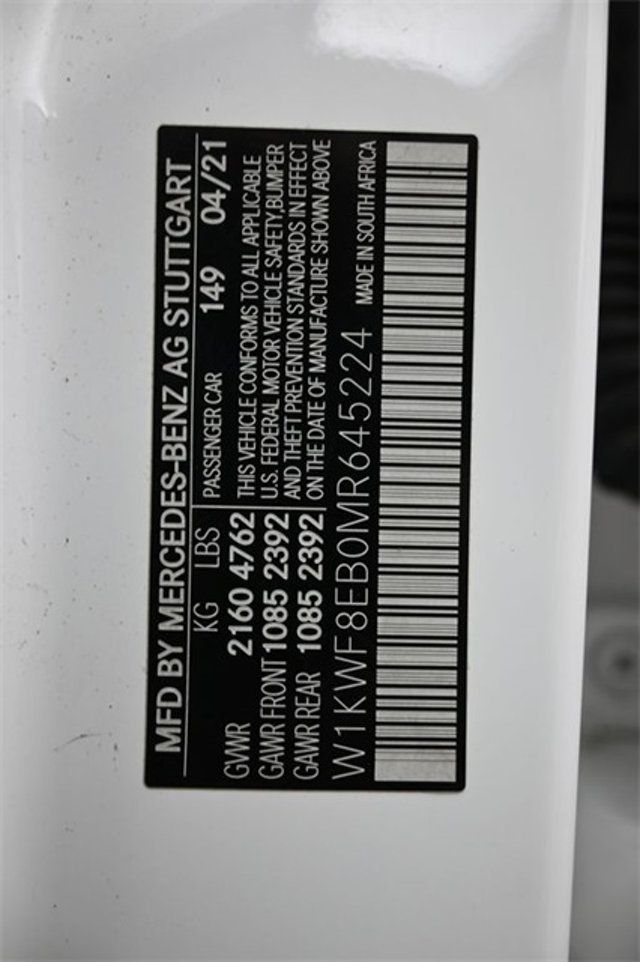 MFD BY MERCEDES-BENZ AG STUTTGART
KG LBS PASSENGER CAR 149 04/21
GVWR 2160 4762 THIS VEHICLE CONFORMS TO ALL APPLICABLE
U.S. FEDERAL MOTOR VEHICLE SAFETY,BUMPER
GAWR FRONT 1085 2392 AND THEFT PREVENTION STANDARDS IN EFFECT
GAWR REAR 1085 2392 ON THE DATE OF MANUFACTURE SHOWN ABOVE
W1KWF8EB0MR645224 MADE IN SOUTH AFRICA